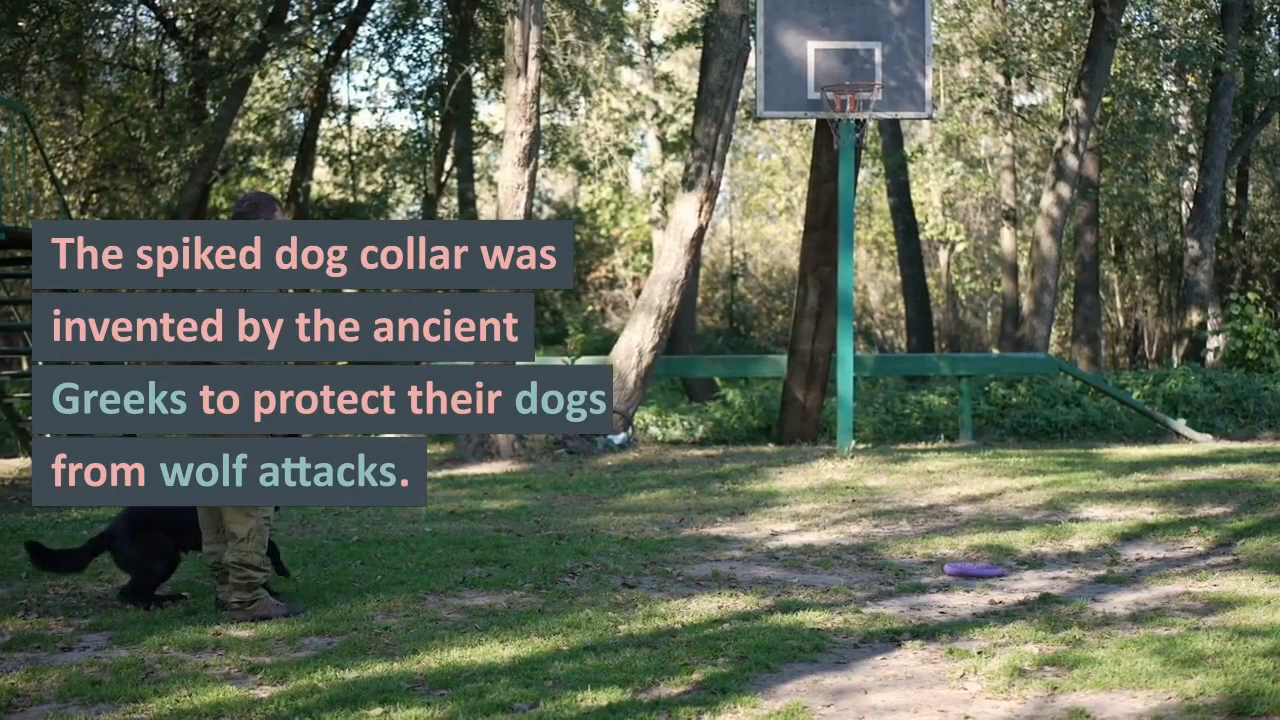 The spiked dog collar was
invented by the ancient
Greeks to protect their dogs
from wolf attacks.